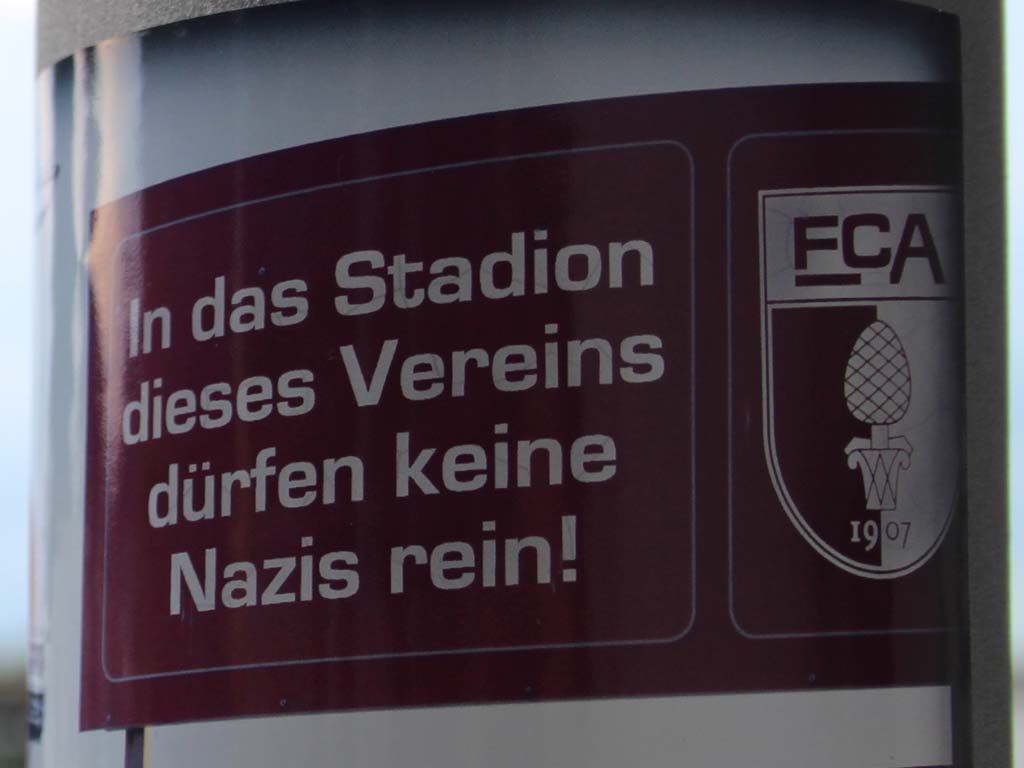 In das Stadion
dieses Vereins
dürfen keine
Nazis rein!
FCA
1907